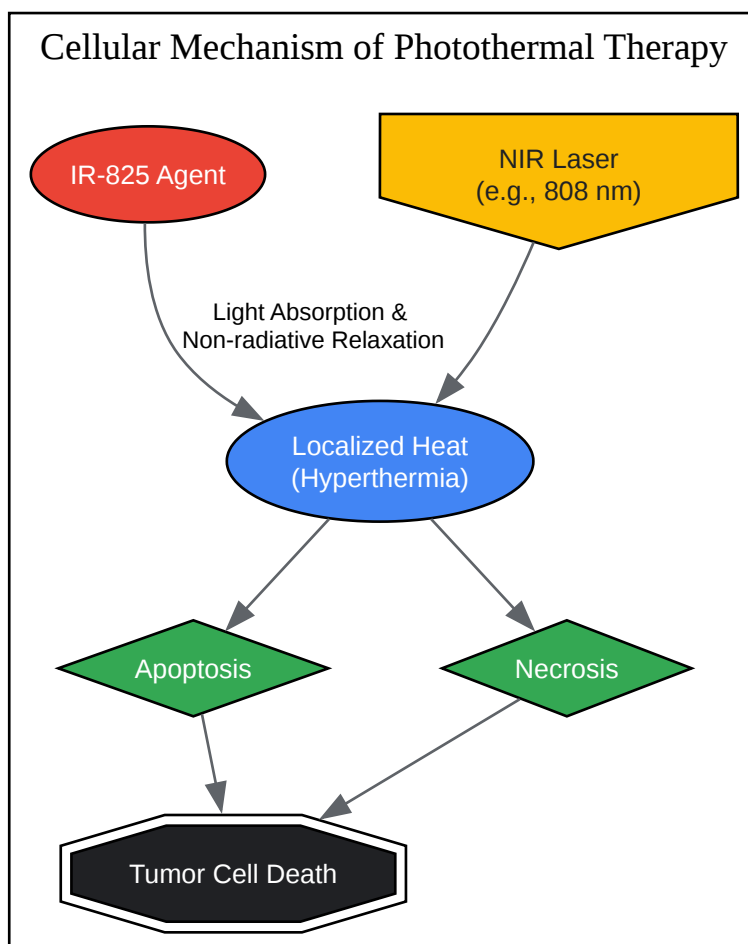 Cellular Mechanism of Photothermal Therapy
IR-825 Agent
NIR Laser
(e.g., 808 nm)
Light Absorption &
Non-radiative Relaxation
Localized Heat
(Hyperthermia)
Apoptosis
Necrosis
Tumor Cell Death